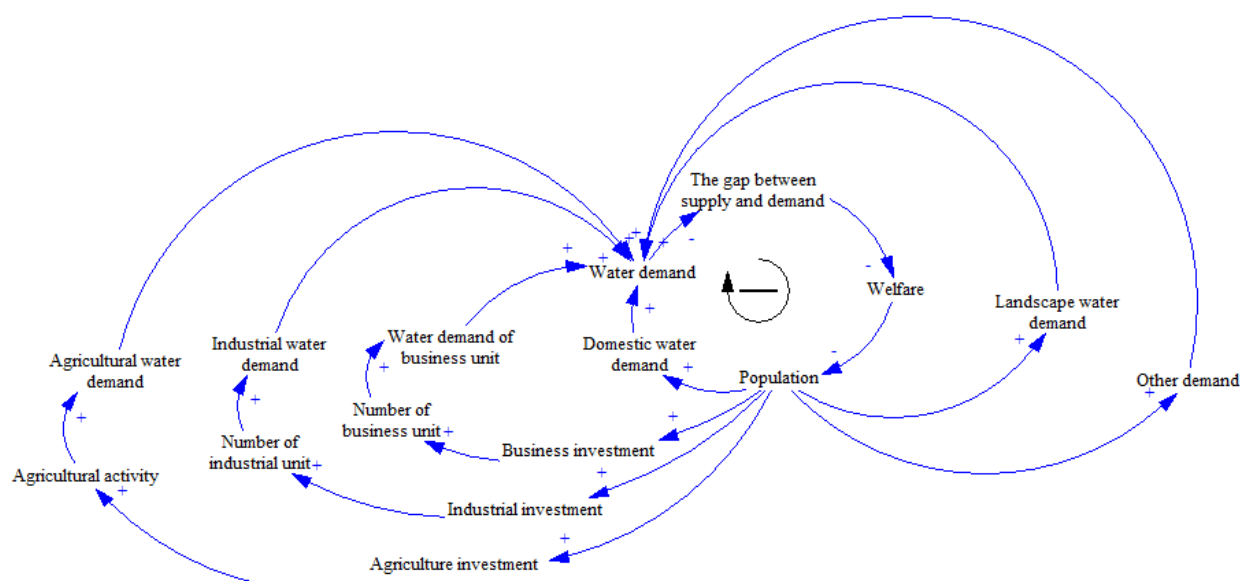 The gap between
supply and demand
Water demand
Welfare
Landscape water
demand
Water demand of
business unit
Domestic water
demand
Industrial water
demand
Agricultural water
demand
Population
Other demand
Number of
business unit
Business investment
Number of
industrial unit
Agricultural activity
Industrial investment
Agriculture investment
+
+
+
+
+
+
-
-
-
+
+
+
+
+
+
+
+
+
+
+
+
+
+